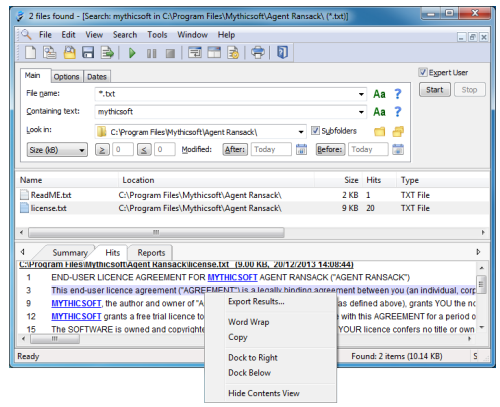 2 files found - [Search: mythicsoft in C:\Program Files\Mythicsoft\Agent Ransack\ (*.txt)]
File Edit View Search Tools Window Help
Main Options Dates
Expert User
File name: *.txt Aa ?
Start Stop
Containing text: mythicsoft Aa ?
Look in: C:\Program Files\Mythicsoft\Agent Ransack\ Subfolders
Size (kB) ≥ 0 ≤ 0 Modified: After: Today Before: Today
Name Location Size Hits Type
ReadME.txt C:\Program Files\Mythicsoft\Agent Ransack\ 2 KB 1 TXT File
license.txt C:\Program Files\Mythicsoft\Agent Ransack\ 9 KB 20 TXT File
Summary Hits Reports
C:\Program Files\Mythicsoft\Agent Ransack\license.txt (9.00 KB, 20/12/2013 14:08:44)
1 END-USER LICENCE AGREEMENT FOR MYTHICSOFT AGENT RANSACK ("AGENT RANSACK")
3 This end-user licence agreement ("AGREEMENT") is a legally binding agreement between you (an individual, corp
9 MYTHICSOFT, the author and owner of "A as defined above), grants YOU the no
12 MYTHICSOFT grants a free trial licence to with this AGREEMENT for a period o
15 The SOFTWARE is owned and copyrighte YOUR licence confers no title or own
Export Results...
Word Wrap
Copy
Dock to Right
Dock Below
Hide Contents View
Ready Found: 2 items (10.14 KB) 5